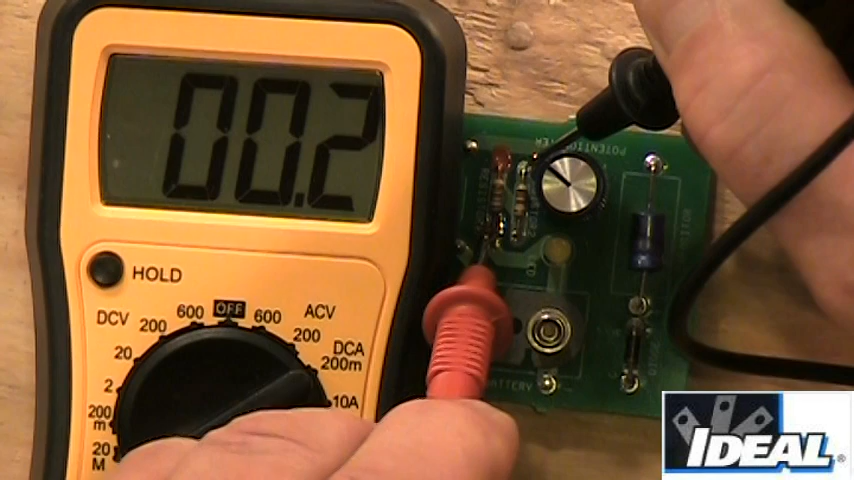 00.2
HOLD
OFF
DCV
200
600
600
ACV
20
200
2
DCA
200m
200
m
10A
20
M
POTENTIOMETER
LED
BATTERY
IDEAL®